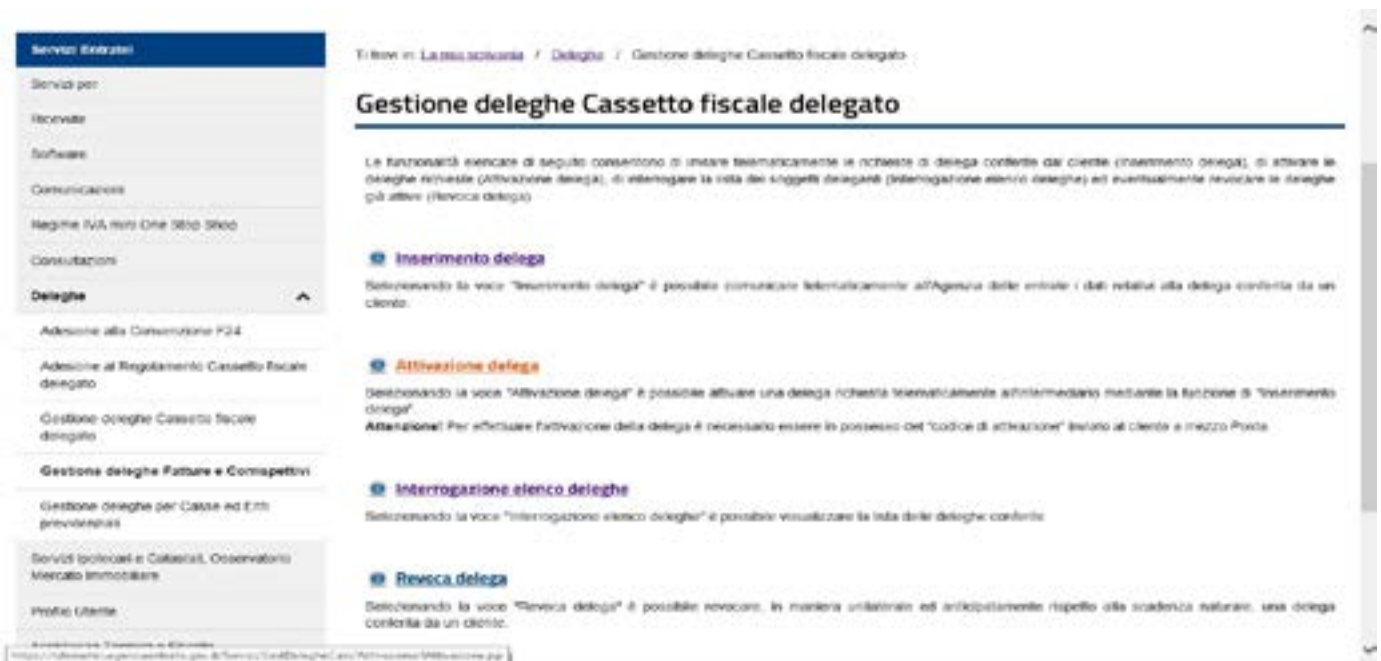 Servizi Entratel
Ti trovi in: La mia scrivania / Deleghe / Gestione deleghe Cassetto fiscale delegato
Servizi per
Ricevute
Software
Comunicazioni
Regime IVA mini One Stop Shop
Consultazioni
Deleghe
Adesione alla Convenzione F24
Adesione al Regolamento Cassetto fiscale
delegato
Gestione deleghe Cassetto fiscale
delegato
Gestione deleghe Fatture e Corrispettivi
Gestione deleghe per Casse ed Enti
previdenziali
Servizi ipotecari e Catastali, Osservatorio
Mercato Immobiliare
Profilo Utente
Gestione deleghe Cassetto fiscale delegato
Le funzionalità elencate di seguito consentono di inviare telematicamente le richieste di delega conferite dal cliente (Inserimento delega), di attivare le
deleghe richieste (Attivazione delega), di interrogare la lista dei soggetti deleganti (Interrogazione elenco deleghe) ed eventualmente revocare le deleghe
già attive (Revoca delega)
Inserimento delega
Selezionando la voce "Inserimento delega" è possibile comunicare telematicamente all'Agenzia delle entrate i dati relativi alla delega conferita da un
cliente.
Attivazione delega
Selezionando la voce "Attivazione delega" è possibile attivare una delega richiesta telematicamente all'intermediario mediante la funzione di "Inserimento
delega".
Attenzione! Per effettuare l'attivazione della delega è necessario essere in possesso del "codice di attivazione" inviato al cliente a mezzo Posta
Interrogazione elenco deleghe
Selezionando la voce "Interrogazione elenco deleghe" è possibile visualizzare la lista delle deleghe conferite
Revoca delega
Selezionando la voce "Revoca delega" è possibile revocare, in maniera unilaterale ed anticipatamente rispetto alla scadenza naturale, una delega
conferita da un cliente.